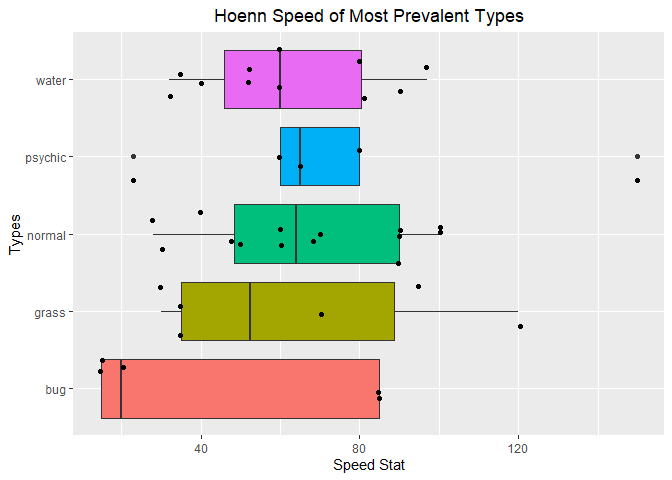 Hoenn Speed of Most Prevalent Types
water
psychic
normal
grass
bug
Types
40 80 120
Speed Stat